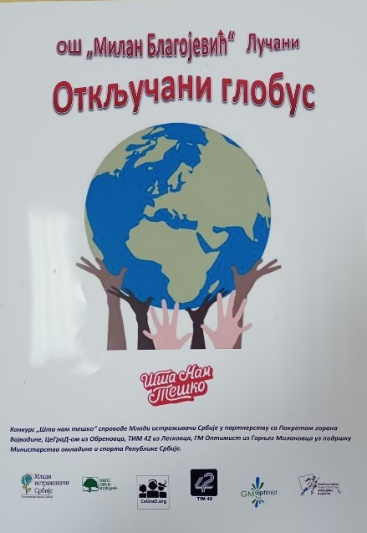 ОШ „Милан Благојевић“ Лучани
Откључани глобус
Шта Нам
Тешко
Конкурс „Шта нам тешко“ спроводе Млади истраживачи Србије у партнерству са Покретом горана
Војводине, ЦеГраД-ом из Обреновца, ТИМ 42 из Лесковца, ГМ Оптимист из Горњег Милановца уз подршку
Министарства омладине и спорта Републике Србије.
Млади
истраживачи
Србије
CeGraD.org
TIM 42
GM optimist